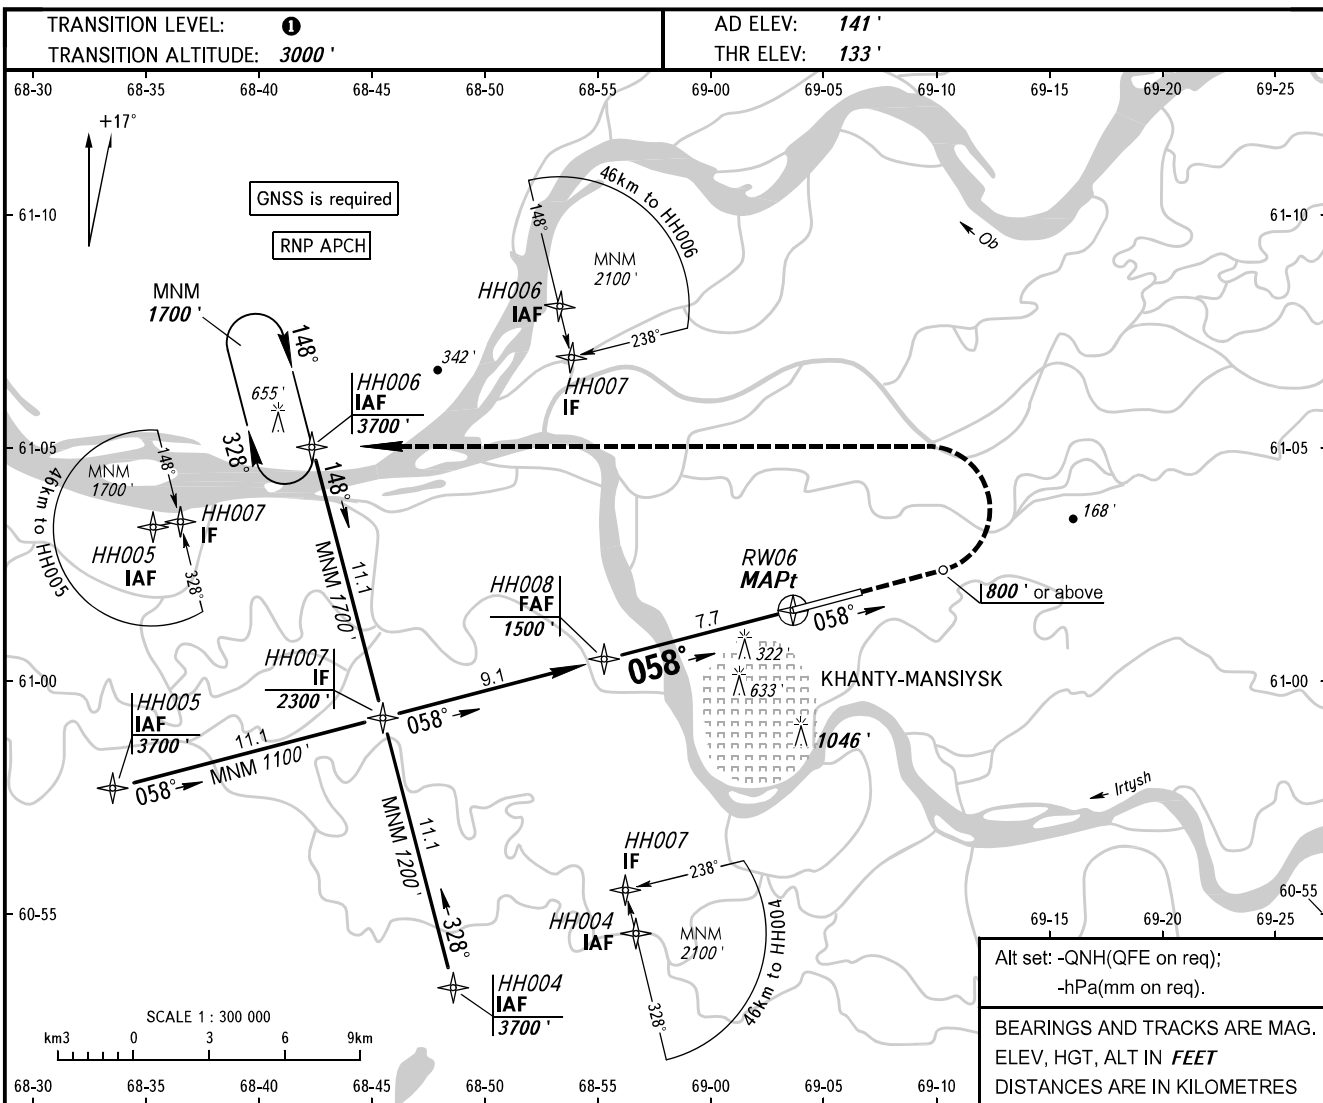 TRANSITION LEVEL: 1
TRANSITION ALTITUDE: 3000 '
AD ELEV: 141 '
THR ELEV: 133 '
68-30 68-35 68-40 68-45 68-50 68-55 69-00 69-05 69-10 69-15 69-20 69-25
+17°
GNSS is required
RNP APCH
61-10
61-10
46km to HH006
148°
MNM
2100 '
238°
HH006
IAF
HH007
IF
Ob
MNM
1700 '
148°
328°
655 '
342 '
HH006
IAF
3700 '
61-05
61-05
46km to HH005
148°
MNM
1700 '
HH007
IF
HH005
IAF
328°
148°
11.1
MNM 1700'
168 '
RW06
MAPt
800 ' or above
058°
HH008
FAF
1500 '
7.7
058°
322 '
633 '
1046 '
KHANTY-MANSIYSK
61-00
61-00
HH007
IF
2300 '
9.1
058°
HH005
IAF
3700 '
11.1
058°
MNM 1100 '
11.1
MNM 1200'
328°
HH004
IAF
3700 '
Irtysh
HH007
IF
238°
HH004
IAF
MNM
2100 '
328°
46km to HH004
60-55
60-55
69-15 69-20 69-25
SCALE 1 : 300 000
km3 0 3 6 9km
Alt set: -QNH(QFE on req);
-hPa(mm on req).
BEARINGS AND TRACKS ARE MAG.
ELEV, HGT, ALT IN FEET
DISTANCES ARE IN KILOMETRES
68-30 68-35 68-40 68-45 68-50 68-55 69-00 69-05 69-10